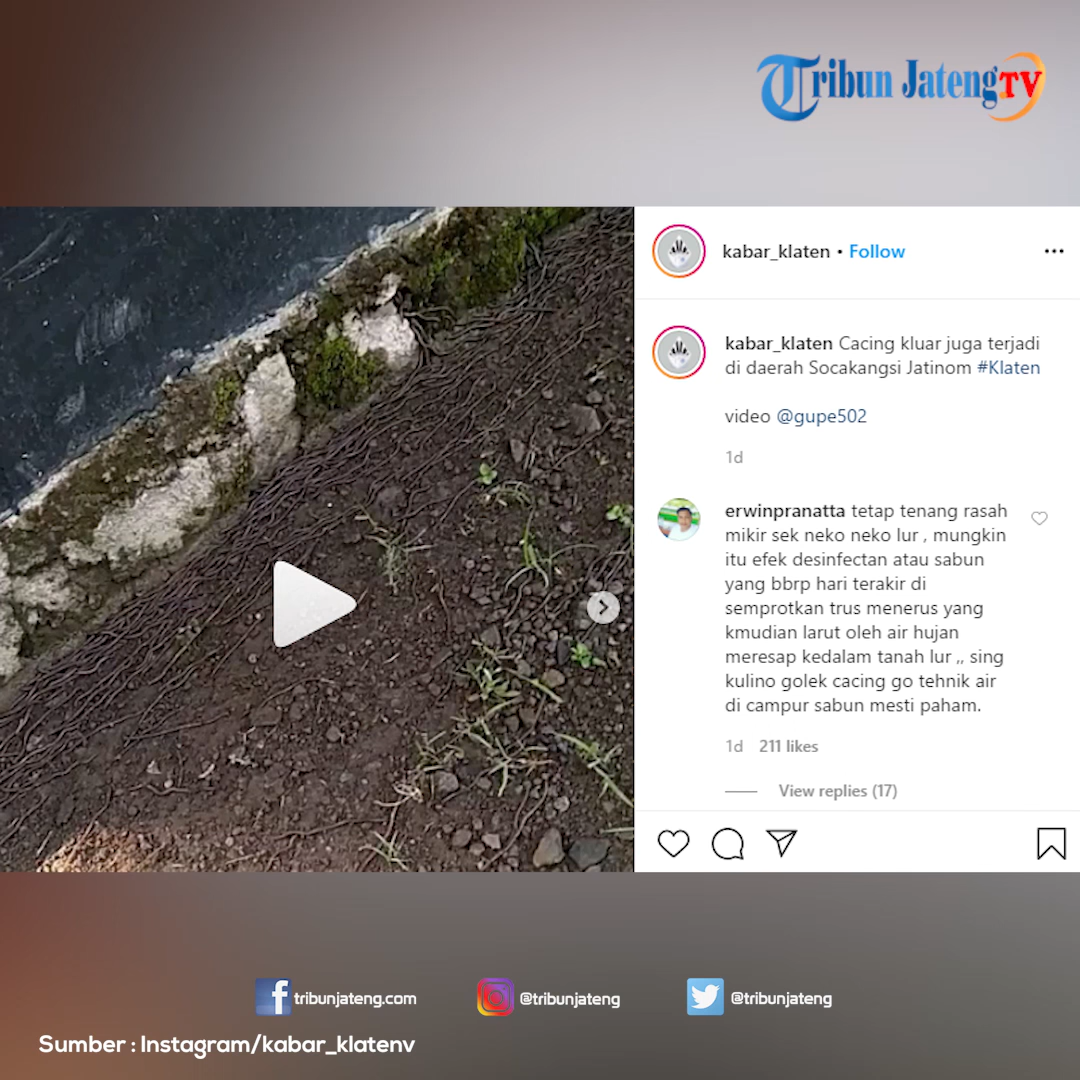 Tribun Jateng TV
kabar_klaten • Follow
kabar_klaten Cacing kluar juga terjadi
di daerah Socakangsi Jatinom #Klaten
video @gupe502
1d
erwinpranatta tetap tenang rasah
mikir sek neko neko lur , mungkin
itu efek desinfectan atau sabun
yang bbrp hari terakir di
semprotkan trus menerus yang
kmudian larut oleh air hujan
meresap kedalam tanah lur ,, sing
kulino golek cacing go tehnik air
di campur sabun mesti paham.
1d 211 likes
View replies (17)
tribunjateng.com @tribunjateng @tribunjateng
Sumber : Instagram/kabar_klatenv